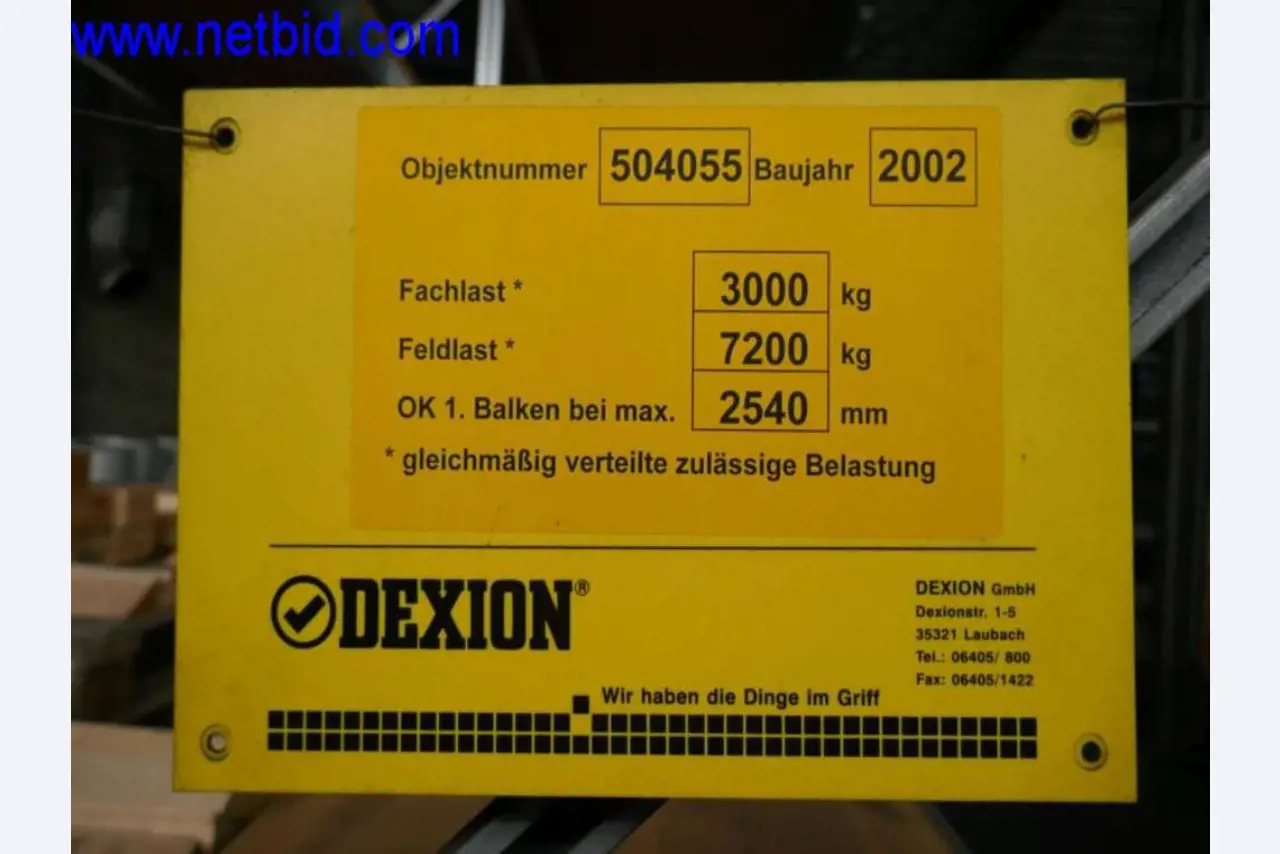 www.netbid.com
Objektnummer 504055 Baujahr 2002
Fachlast * 3000 kg
Feldlast * 7200 kg
OK 1. Balken bei max. 2540 mm
* gleichmäßig verteilte zulässige Belastung
DEXION®
DEXION GmbH
Dexionstr. 1-5
35321 Laubach
Tel.: 06405/ 800
Fax: 06405/1422
Wir haben die Dinge im Griff